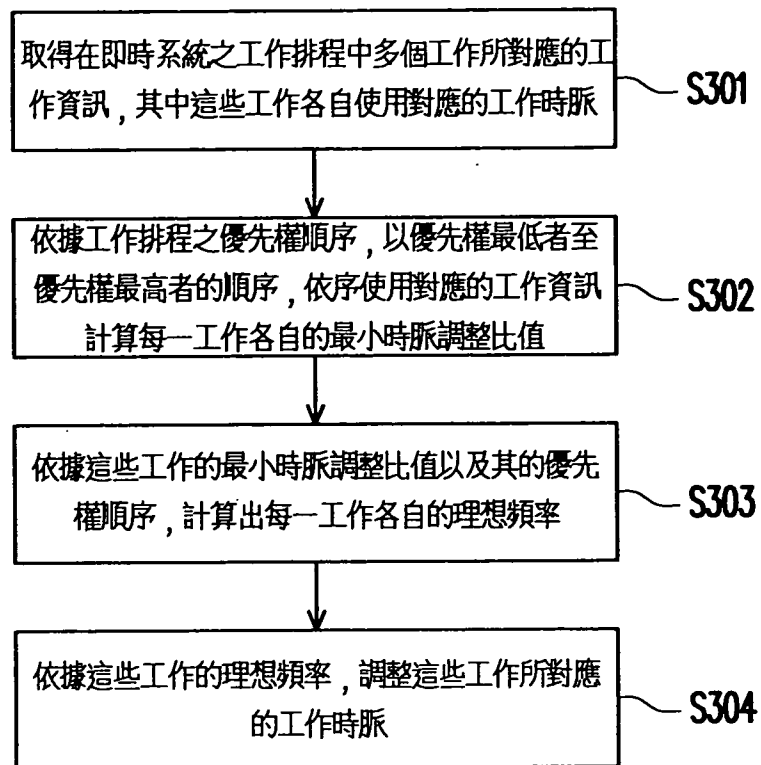 取得在即時系統之工作排程中多個工作所對應的工
作資訊,其中這些工作各自使用對應的工作時脈
S301
依據工作排程之優先權順序,以優先權最低者至
優先權最高者的順序,依序使用對應的工作資訊
計算每一工作各自的最小時脈調整比值
S302
依據這些工作的最小時脈調整比值以及其的優先
權順序,計算出每一工作各自的理想頻率
S303
依據這些工作的理想頻率,調整這些工作所對應
的工作時脈
S304